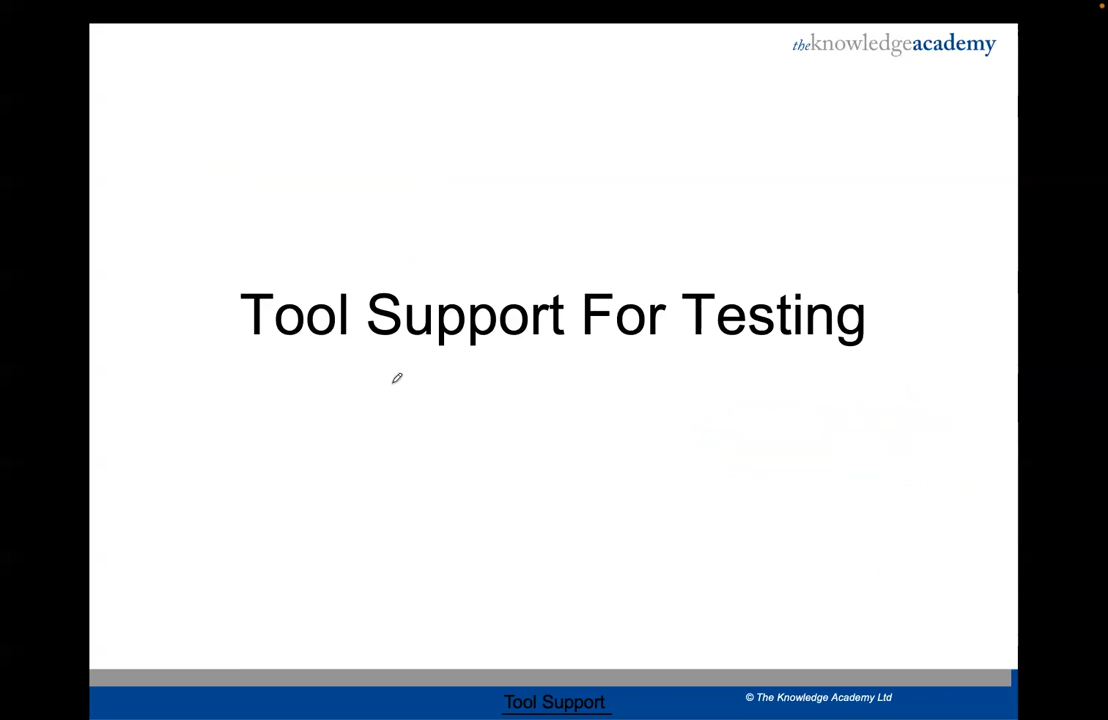 theknowledgeacademy
Tool Support For Testing
Tool Support
© The Knowledge Academy Ltd